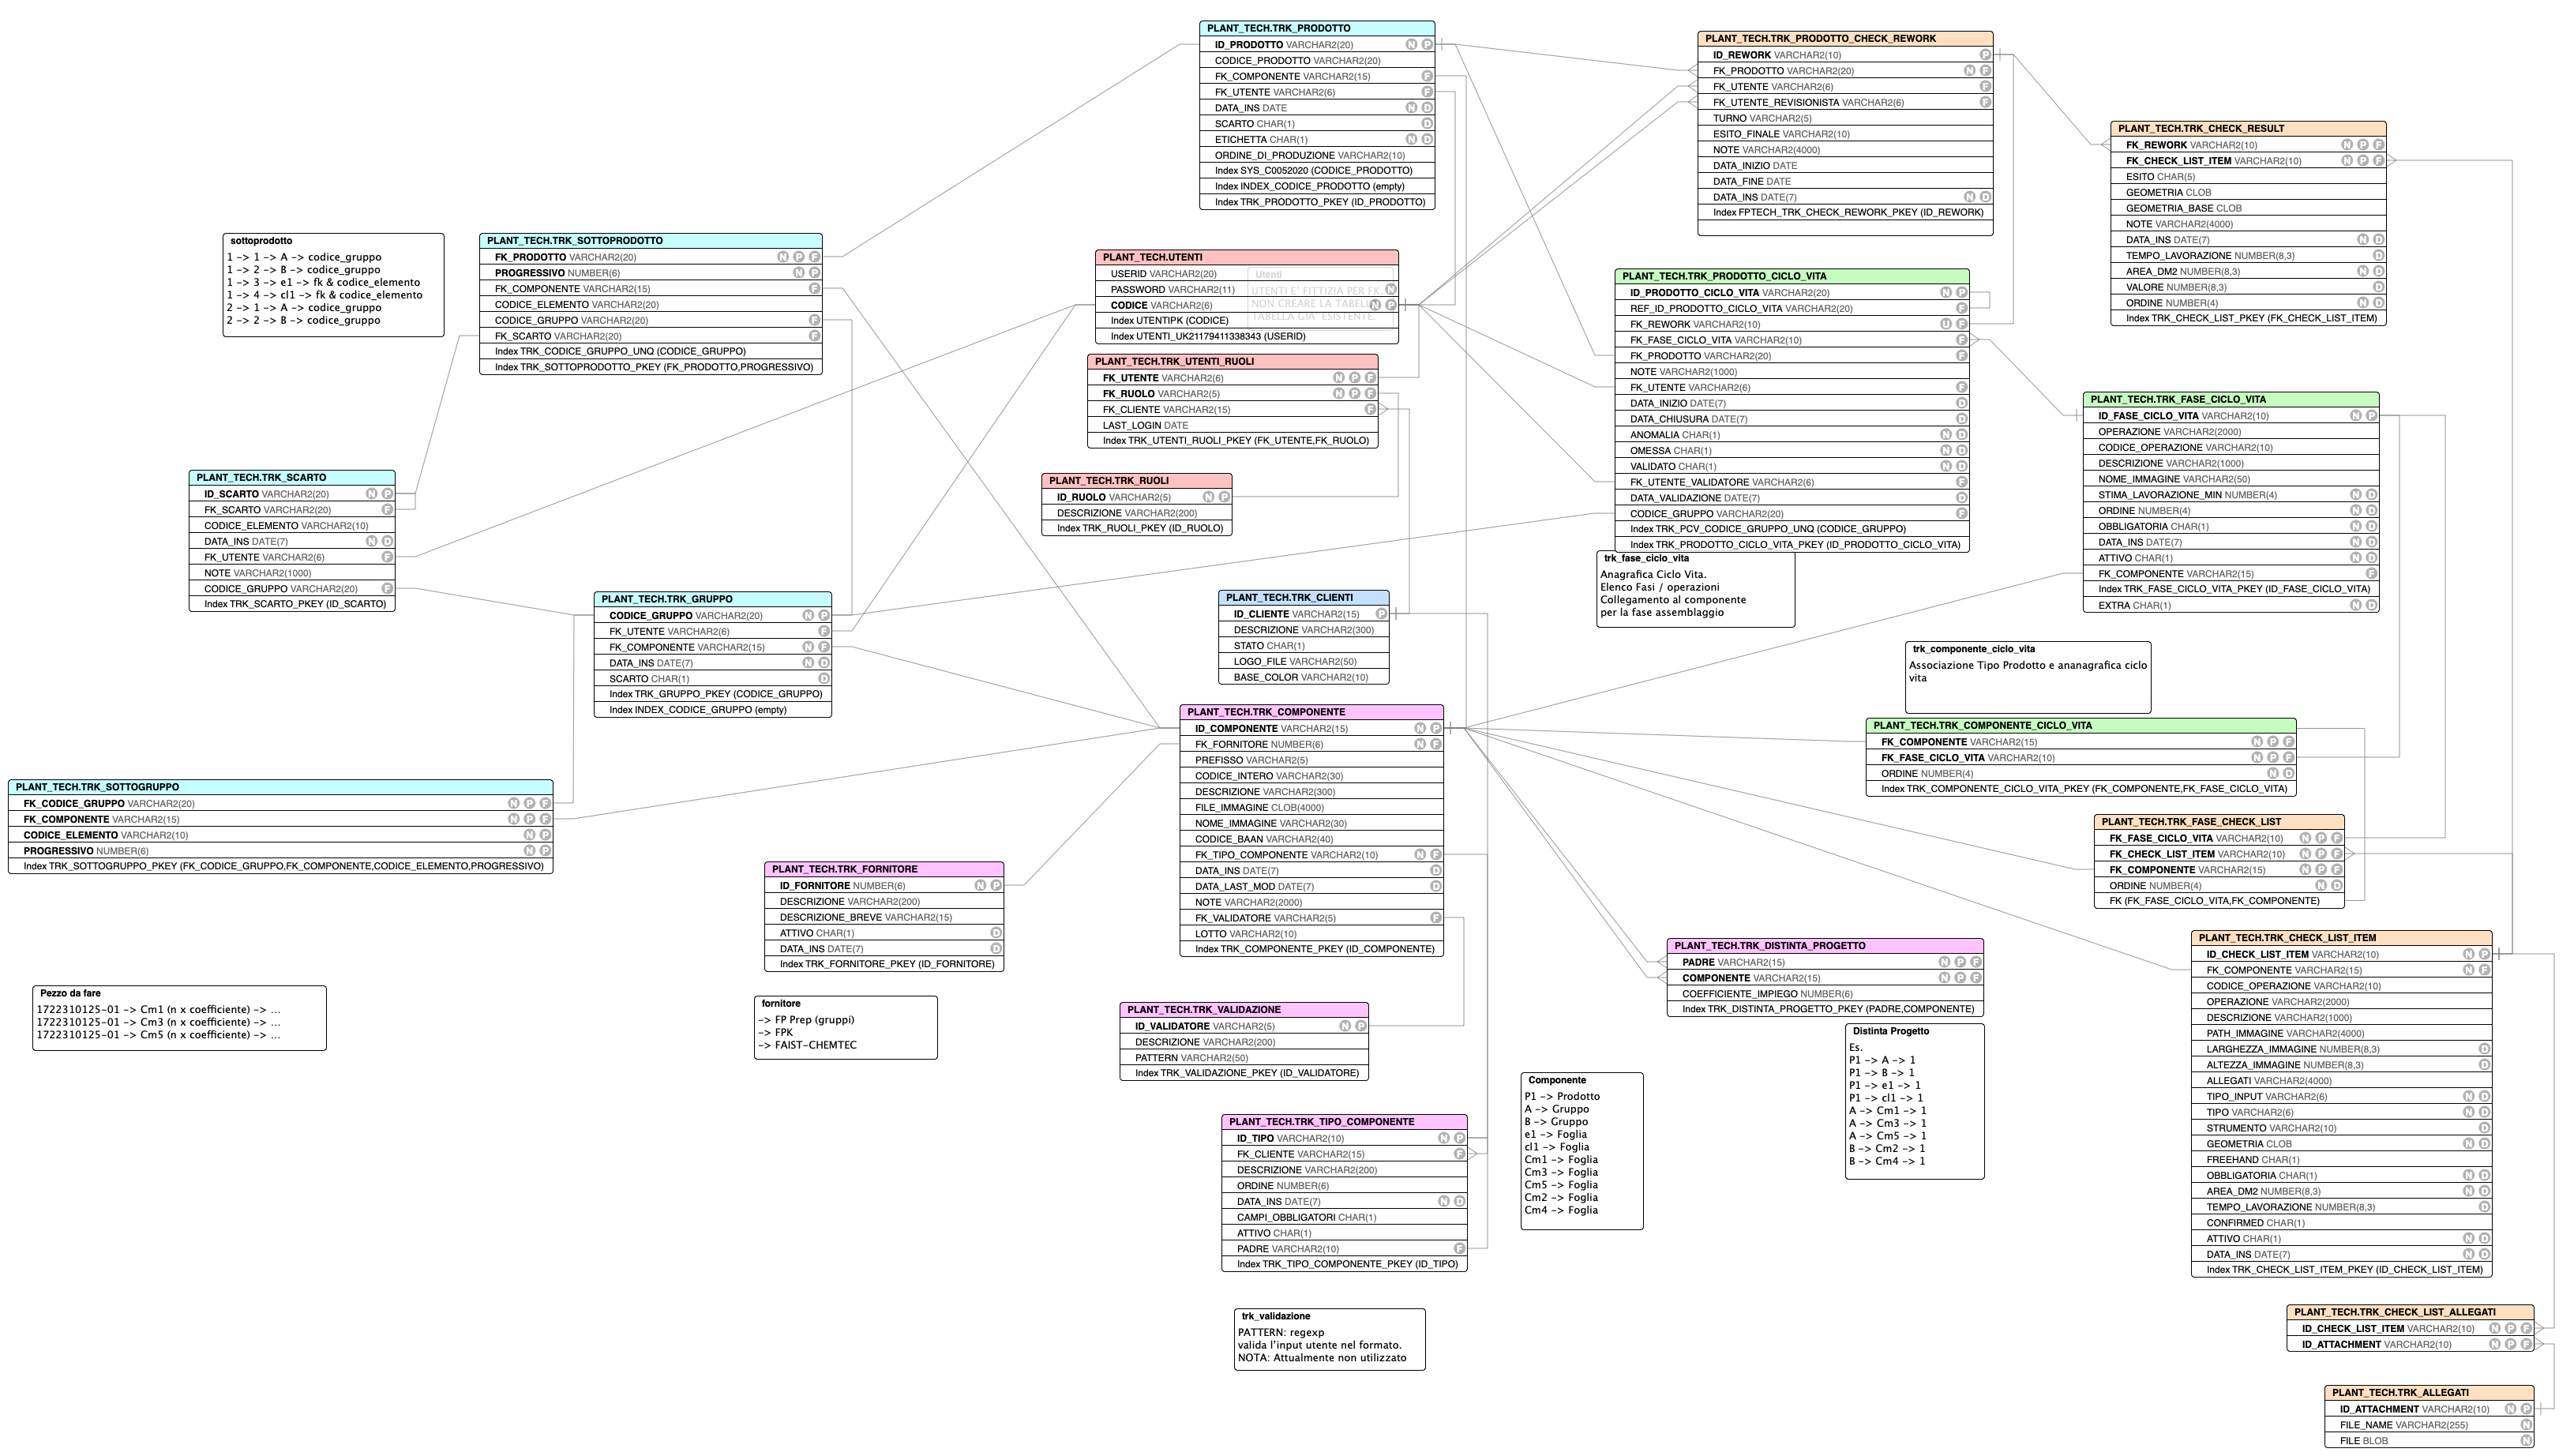 PLANT_TECH.TRK_PRODOTTO
ID_PRODOTTO VARCHAR2(20) N P
CODICE_PRODOTTO VARCHAR2(20)
FK_COMPONENTE VARCHAR2(15) F
FK_UTENTE VARCHAR2(6) F
DATA_INS DATE N D
SCARTO CHAR(1) D
ETICHETTA CHAR(1) N D
ORDINE_DI_PRODUZIONE VARCHAR2(10)
Index SYS_C0052020 (CODICE_PRODOTTO)
Index INDEX_CODICE_PRODOTTO (empty)
Index TRK_PRODOTTO_PKEY (ID_PRODOTTO)
PLANT_TECH.TRK_PRODOTTO_CHECK_REWORK
ID_REWORK VARCHAR2(10) P
FK_PRODOTTO VARCHAR2(20) N F
FK_UTENTE VARCHAR2(6) F
FK_UTENTE_REVISIONISTA VARCHAR2(6) F
TURNO VARCHAR2(5)
ESITO_FINALE VARCHAR2(10)
NOTE VARCHAR2(4000)
DATA_INIZIO DATE
DATA_FINE DATE
DATA_INS DATE(7) N D
Index FPTECH_TRK_CHECK_REWORK_PKEY (ID_REWORK)
PLANT_TECH.TRK_CHECK_RESULT
FK_REWORK VARCHAR2(10) N P F
FK_CHECK_LIST_ITEM VARCHAR2(10) N P F
ESITO CHAR(5)
GEOMETRIA CLOB
GEOMETRIA_BASE CLOB
NOTE VARCHAR2(4000)
DATA_INS DATE(7) N D
TEMPO_LAVORAZIONE NUMBER(8,3) D
AREA_DM2 NUMBER(8,3) N D
VALORE NUMBER(8,3) D
ORDINE NUMBER(4) N D
Index TRK_CHECK_LIST_PKEY (FK_CHECK_LIST_ITEM)
sottoprodotto
1 -> 1 -> A -> codice_gruppo
1 -> 2 -> B -> codice_gruppo
1 -> 3 -> e1 -> fk & codice_elemento
1 -> 4 -> cl1 -> fk & codice_elemento
2 -> 1 -> A -> codice_gruppo
2 -> 2 -> B -> codice_gruppo
PLANT_TECH.TRK_SOTTOPRODOTTO
FK_PRODOTTO VARCHAR2(20) N P F
PROGRESSIVO NUMBER(6) N P
FK_COMPONENTE VARCHAR2(15) F
CODICE_ELEMENTO VARCHAR2(20)
CODICE_GRUPPO VARCHAR2(20) F
FK_SCARTO VARCHAR2(20) F
Index TRK_CODICE_GRUPPO_UNQ (CODICE_GRUPPO)
Index TRK_SOTTOPRODOTTO_PKEY (FK_PRODOTTO,PROGRESSIVO)
PLANT_TECH.UTENTI
USERID VARCHAR2(20)
PASSWORD VARCHAR2(11) N
CODICE VARCHAR2(6) N P
Index UTENTIPK (CODICE)
Index UTENTI_UK21179411338343 (USERID)
Utenti
UTENTI E' FITTIZIA PER FK.
NON CREARE LA TABELLA
TABELLA GIA' ESISTENTE.
PLANT_TECH.TRK_UTENTI_RUOLI
FK_UTENTE VARCHAR2(6) N P F
FK_RUOLO VARCHAR2(5) N P F
FK_CLIENTE VARCHAR2(15) F
LAST_LOGIN DATE
Index TRK_UTENTI_RUOLI_PKEY (FK_UTENTE,FK_RUOLO)
PLANT_TECH.TRK_RUOLI
ID_RUOLO VARCHAR2(5) N P
DESCRIZIONE VARCHAR2(200)
Index TRK_RUOLI_PKEY (ID_RUOLO)
PLANT_TECH.TRK_PRODOTTO_CICLO_VITA
ID_PRODOTTO_CICLO_VITA VARCHAR2(20) N P
REF_ID_PRODOTTO_CICLO_VITA VARCHAR2(20) F
FK_REWORK VARCHAR2(10) U F
FK_FASE_CICLO_VITA VARCHAR2(10) F
FK_PRODOTTO VARCHAR2(20) F
NOTE VARCHAR2(1000)
FK_UTENTE VARCHAR2(6) F
DATA_INIZIO DATE(7) D
DATA_CHIUSURA DATE(7) D
ANOMALIA CHAR(1) N D
OMESSA CHAR(1) N D
VALIDATO CHAR(1) N D
FK_UTENTE_VALIDATORE VARCHAR2(6) F
DATA_VALIDAZIONE DATE(7) D
CODICE_GRUPPO VARCHAR2(20) F
Index TRK_PCV_CODICE_GRUPPO_UNQ (CODICE_GRUPPO)
Index TRK_PRODOTTO_CICLO_VITA_PKEY (ID_PRODOTTO_CICLO_VITA)
trk_fase_ciclo_vita
Anagrafica Ciclo Vita.
Elenco Fasi / operazioni
Collegamento al componente
per la fase assemblaggio
PLANT_TECH.TRK_FASE_CICLO_VITA
ID_FASE_CICLO_VITA VARCHAR2(10) N P
OPERAZIONE VARCHAR2(2000)
CODICE_OPERAZIONE VARCHAR2(10)
DESCRIZIONE VARCHAR2(1000)
NOME_IMMAGINE VARCHAR2(50)
STIMA_LAVORAZIONE_MIN NUMBER(4) N D
ORDINE NUMBER(4) N D
OBBLIGATORIA CHAR(1) N D
DATA_INS DATE(7) N D
ATTIVO CHAR(1) N D
FK_COMPONENTE VARCHAR2(15) F
Index TRK_FASE_CICLO_VITA_PKEY (ID_FASE_CICLO_VITA)
EXTRA CHAR(1) N D
PLANT_TECH.TRK_SCARTO
ID_SCARTO VARCHAR2(20) N P
FK_SCARTO VARCHAR2(20) F
CODICE_ELEMENTO VARCHAR2(10)
DATA_INS DATE(7) N D
FK_UTENTE VARCHAR2(6) F
NOTE VARCHAR2(1000)
CODICE_GRUPPO VARCHAR2(20) F
Index TRK_SCARTO_PKEY (ID_SCARTO)
PLANT_TECH.TRK_GRUPPO
CODICE_GRUPPO VARCHAR2(20) N P
FK_UTENTE VARCHAR2(6) F
FK_COMPONENTE VARCHAR2(15) N F
DATA_INS DATE(7) N D
SCARTO CHAR(1) D
Index TRK_GRUPPO_PKEY (CODICE_GRUPPO)
Index INDEX_CODICE_GRUPPO (empty)
PLANT_TECH.TRK_CLIENTI
ID_CLIENTE VARCHAR2(15) P
DESCRIZIONE VARCHAR2(300)
STATO CHAR(1)
LOGO_FILE VARCHAR2(50)
BASE_COLOR VARCHAR2(10)
trk_componente_ciclo_vita
Associazione Tipo Prodotto e ananagrafica ciclo
vita
PLANT_TECH.TRK_COMPONENTE
ID_COMPONENTE VARCHAR2(15) N P
FK_FORNITORE NUMBER(6) N F
PREFISSO VARCHAR2(5)
CODICE_INTERO VARCHAR2(30)
DESCRIZIONE VARCHAR2(300)
FILE_IMMAGINE CLOB(4000)
NOME_IMMAGINE VARCHAR2(30)
CODICE_BAAN VARCHAR2(40)
FK_TIPO_COMPONENTE VARCHAR2(10) N F
DATA_INS DATE(7) D
DATA_LAST_MOD DATE(7) D
NOTE VARCHAR2(2000)
FK_VALIDATORE VARCHAR2(5) F
LOTTO VARCHAR2(10)
Index TRK_COMPONENTE_PKEY (ID_COMPONENTE)
PLANT_TECH.TRK_COMPONENTE_CICLO_VITA
FK_COMPONENTE VARCHAR2(15) N P F
FK_FASE_CICLO_VITA VARCHAR2(10) N P F
ORDINE NUMBER(4) N D
Index TRK_COMPONENTE_CICLO_VITA_PKEY (FK_COMPONENTE,FK_FASE_CICLO_VITA)
PLANT_TECH.TRK_SOTTOGRUPPO
FK_CODICE_GRUPPO VARCHAR2(20) N P F
FK_COMPONENTE VARCHAR2(15) N P F
CODICE_ELEMENTO VARCHAR2(10) N P
PROGRESSIVO NUMBER(6) N P
Index TRK_SOTTOGRUPPO_PKEY (FK_CODICE_GRUPPO,FK_COMPONENTE,CODICE_ELEMENTO,PROGRESSIVO)
PLANT_TECH.TRK_FASE_CHECK_LIST
FK_FASE_CICLO_VITA VARCHAR2(10) N P F
FK_CHECK_LIST_ITEM VARCHAR2(10) N P F
FK_COMPONENTE VARCHAR2(15) N P F
ORDINE NUMBER(4) N D
FK (FK_FASE_CICLO_VITA,FK_COMPONENTE)
PLANT_TECH.TRK_FORNITORE
ID_FORNITORE NUMBER(6) N P
DESCRIZIONE VARCHAR2(200)
DESCRIZIONE_BREVE VARCHAR2(15)
ATTIVO CHAR(1) D
DATA_INS DATE(7) D
Index TRK_FORNITORE_PKEY (ID_FORNITORE)
PLANT_TECH.TRK_DISTINTA_PROGETTO
PADRE VARCHAR2(15) N P F
COMPONENTE VARCHAR2(15) N P F
COEFFICIENTE_IMPIEGO NUMBER(6)
Index TRK_DISTINTA_PROGETTO_PKEY (PADRE,COMPONENTE)
PLANT_TECH.TRK_CHECK_LIST_ITEM
ID_CHECK_LIST_ITEM VARCHAR2(10) N P
FK_COMPONENTE VARCHAR2(15) N F
CODICE_OPERAZIONE VARCHAR2(10)
OPERAZIONE VARCHAR2(2000)
DESCRIZIONE VARCHAR2(1000)
PATH_IMMAGINE VARCHAR2(4000)
LARGHEZZA_IMMAGINE NUMBER(8,3) D
ALTEZZA_IMMAGINE NUMBER(8,3) D
ALLEGATI VARCHAR2(4000)
TIPO_INPUT VARCHAR2(6) N D
TIPO VARCHAR2(6) N D
STRUMENTO VARCHAR2(10) D
GEOMETRIA CLOB N D
FREEHAND CHAR(1)
OBBLIGATORIA CHAR(1) N D
AREA_DM2 NUMBER(8,3) N D
TEMPO_LAVORAZIONE NUMBER(8,3) D
CONFIRMED CHAR(1)
ATTIVO CHAR(1) N D
DATA_INS DATE(7) N D
Index TRK_CHECK_LIST_ITEM_PKEY (ID_CHECK_LIST_ITEM)
Pezzo da fare
1722310125-01 -> Cm1 (n x coefficiente) -> ...
1722310125-01 -> Cm3 (n x coefficiente) -> ...
1722310125-01 -> Cm5 (n x coefficiente) -> ...
fornitore
-> FP Prep (gruppi)
-> FPK
-> FAIST-CHEMTEC
PLANT_TECH.TRK_VALIDAZIONE
ID_VALIDATORE VARCHAR2(5) N P
DESCRIZIONE VARCHAR2(200)
PATTERN VARCHAR2(50)
Index TRK_VALIDAZIONE_PKEY (ID_VALIDATORE)
Distinta Progetto
Es.
P1 -> A -> 1
P1 -> B -> 1
P1 -> e1 -> 1
P1 -> cl1 -> 1
A -> Cm1 -> 1
A -> Cm3 -> 1
A -> Cm5 -> 1
B -> Cm2 -> 1
B -> Cm4 -> 1
Componente
P1 -> Prodotto
A -> Gruppo
B -> Gruppo
e1 -> Foglia
cl1 -> Foglia
Cm1 -> Foglia
Cm3 -> Foglia
Cm5 -> Foglia
Cm2 -> Foglia
Cm4 -> Foglia
PLANT_TECH.TRK_TIPO_COMPONENTE
ID_TIPO VARCHAR2(10) N P
FK_CLIENTE VARCHAR2(15) F
DESCRIZIONE VARCHAR2(200)
ORDINE NUMBER(6)
DATA_INS DATE(7) N D
CAMPI_OBBLIGATORI CHAR(1)
ATTIVO CHAR(1)
PADRE VARCHAR2(10) F
Index TRK_TIPO_COMPONENTE_PKEY (ID_TIPO)
trk_validazione
PATTERN: regexp
valida l'input utente nel formato.
NOTA: Attualmente non utilizzato
PLANT_TECH.TRK_CHECK_LIST_ALLEGATI
ID_CHECK_LIST_ITEM VARCHAR2(10) N P F
ID_ATTACHMENT VARCHAR2(10) N P F
PLANT_TECH.TRK_ALLEGATI
ID_ATTACHMENT VARCHAR2(10) N P
FILE_NAME VARCHAR2(255) N
FILE BLOB N